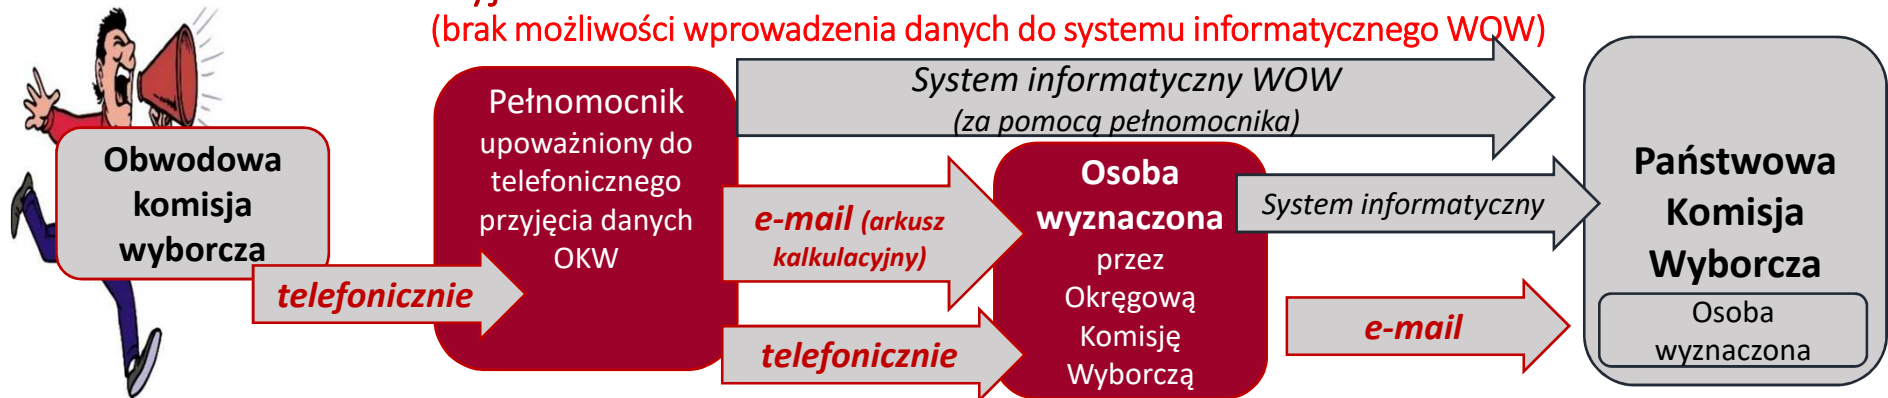 (brak możliwości wprowadzenia danych do systemu informatycznego WOW)
Obwodowa
komisja
wyborcza
telefonicznie
Pełnomocnik
upoważniony do
telefonicznego
przyjęcia danych
OKW
System informatyczny WOW
(za pomocą pełnomocnika)
e-mail (arkusz
kalkulacyjny)
telefonicznie
Osoba
wyznaczona
przez
Okręgową
Komisję
Wyborczą
System informatyczny
e-mail
Państwowa
Komisja
Wyborcza
Osoba
wyznaczona